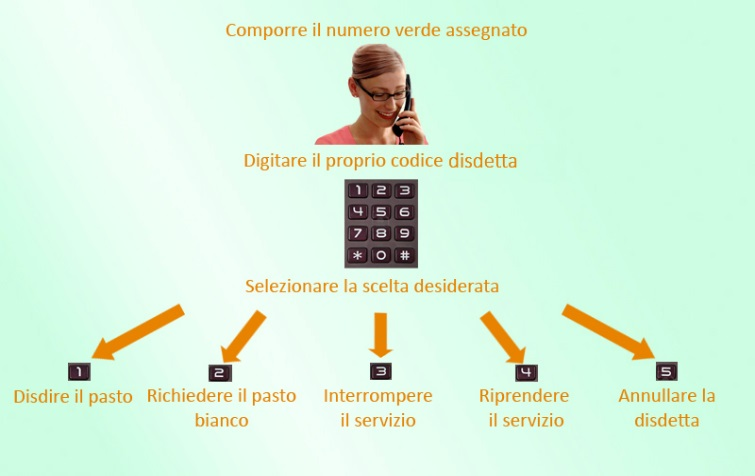 Comporre il numero verde assegnato
Digitare il proprio codice disdetta
1 2 3
4 5 6
7 8 9
* 0 #
Selezionare la scelta desiderata
1
Disdire il pasto
2
Richiedere il pasto
bianco
3
Interrompere
il servizio
4
Riprendere
il servizio
5
Annullare la
disdetta